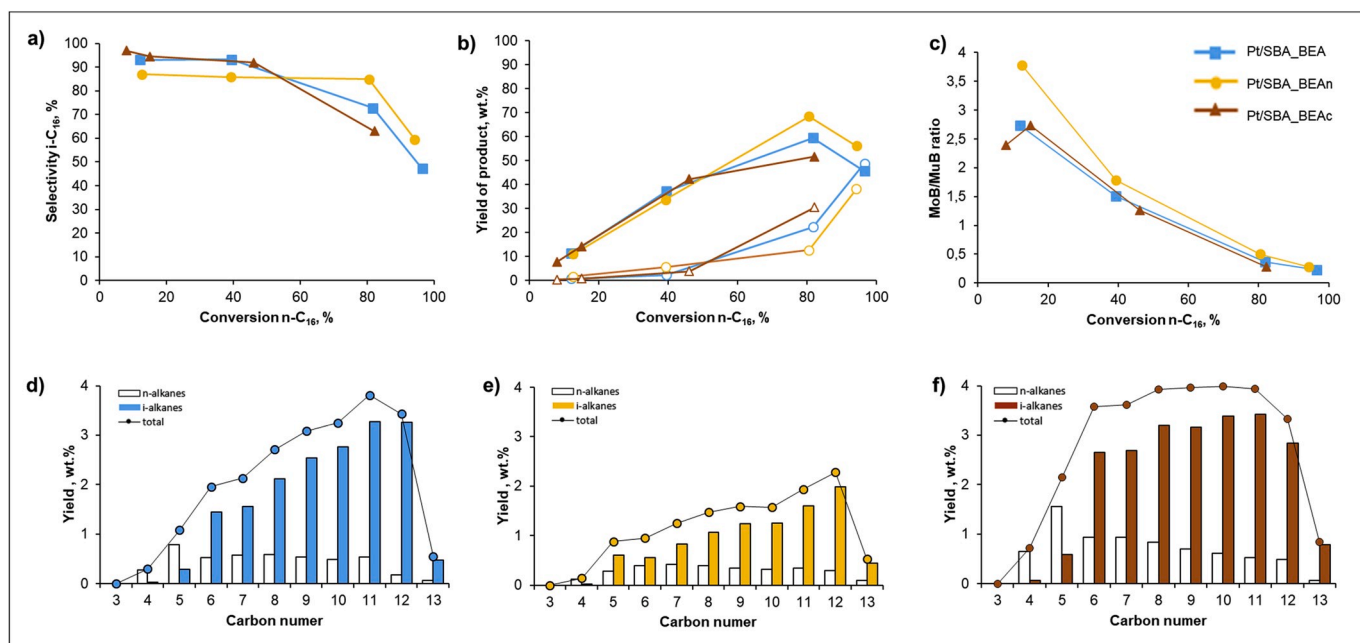 a)
100
90
80
70
60
50
40
30
20
10
0
Selectivity i-C₁₆, %
0 20 40 60 80 100
Conversion n-C₁₆, %
b)
100
90
80
70
60
50
40
30
20
10
0
Yield of product, wt.%
0 20 40 60 80 100
Conversion n-C₁₆, %
c)
4
3,5
3
2,5
2
1,5
1
0,5
0
MoB/MuB ratio
0 20 40 60 80 100
Conversion n-C₁₆, %
Pt/SBA_BEA
Pt/SBA_BEAn
Pt/SBA_BEAc
d)
4
3
2
1
0
Yield, wt.%
n-alkanes
i-alkanes
total
3 4 5 6 7 8 9 10 11 12 13
Carbon numer
e)
4
3
2
1
0
Yield, wt.%
n-alkanes
i-alkanes
total
3 4 5 6 7 8 9 10 11 12 13
Carbon numer
f)
4
3
2
1
0
Yield, wt.%
n-alkanes
i-alkanes
total
3 4 5 6 7 8 9 10 11 12 13
Carbon numer